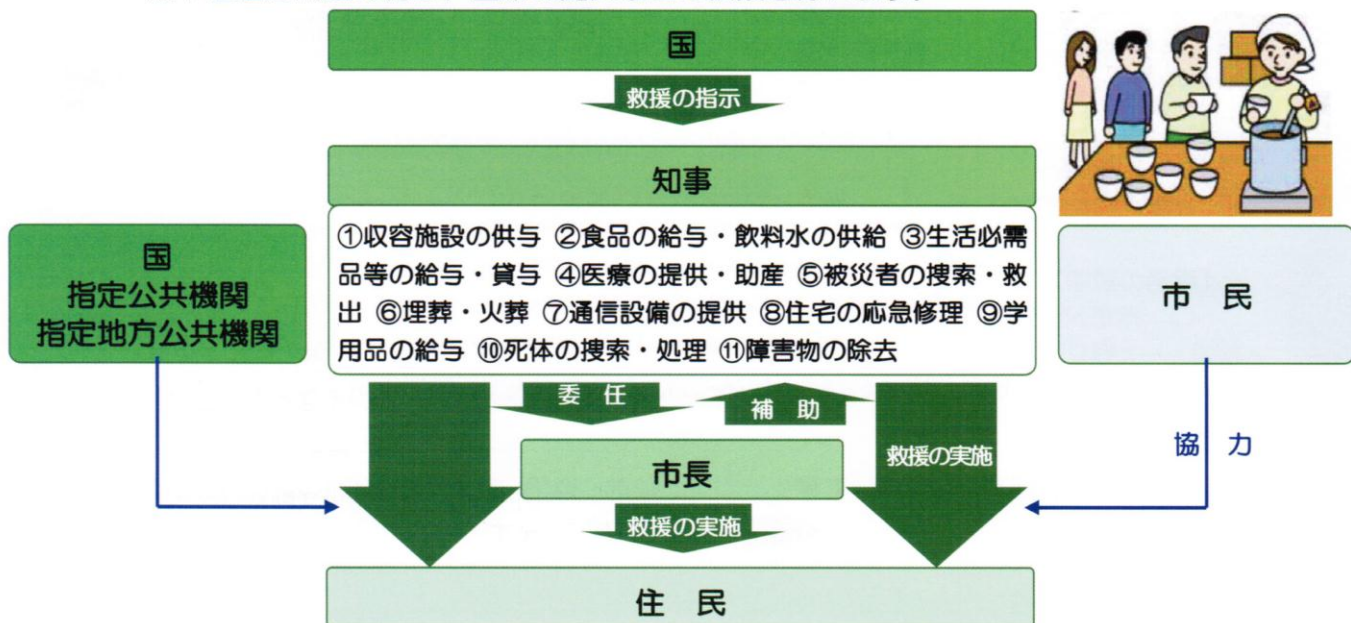 国
救援の指示
知事
①収容施設の供与 ②食品の給与・飲料水の供給 ③生活必需
品等の給与・貸与 ④医療の提供・助産 ⑤被災者の捜索・救
出 ⑥埋葬・火葬 ⑦通信設備の提供 ⑧住宅の応急修理 ⑨学
用品の給与 ⑩死体の捜索・処理 ⑪障害物の除去
国
指定公共機関
指定地方公共機関
市 民
委 任
補 助
救援の実施
協 力
市長
救援の実施
住 民